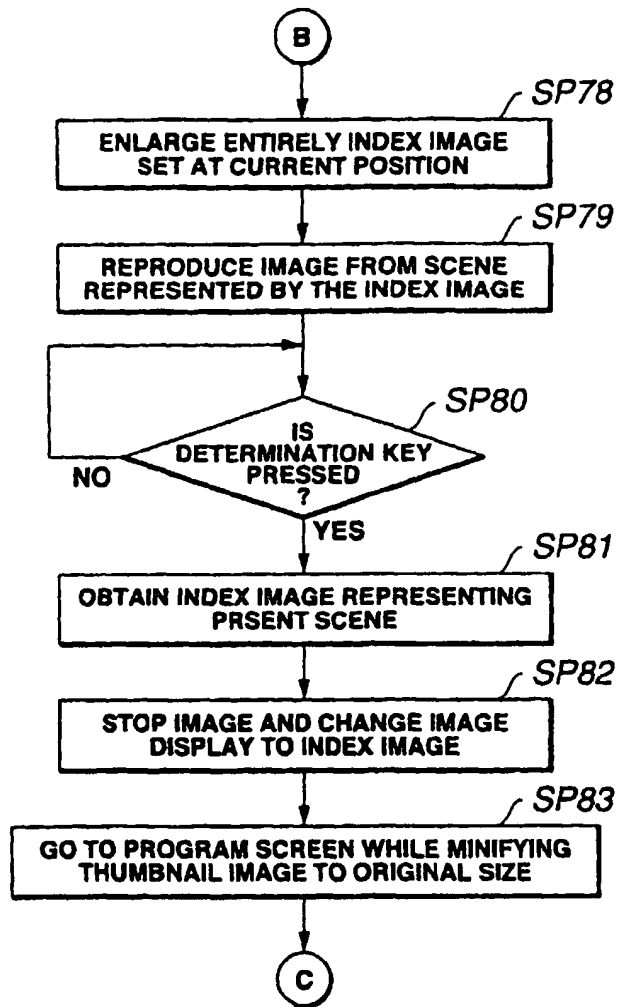 B
SP78
ENLARGE ENTIRELY INDEX IMAGE
SET AT CURRENT POSITION
SP79
REPRODUCE IMAGE FROM SCENE
REPRESENTED BY THE INDEX IMAGE
SP80
IS
DETERMINATION KEY
PRESSED
?
NO
YES
SP81
OBTAIN INDEX IMAGE REPRESENTING
PRSENT SCENE
SP82
STOP IMAGE AND CHANGE IMAGE
DISPLAY TO INDEX IMAGE
SP83
GO TO PROGRAM SCREEN WHILE MINIFYING
THUMBNAIL IMAGE TO ORIGINAL SIZE
C